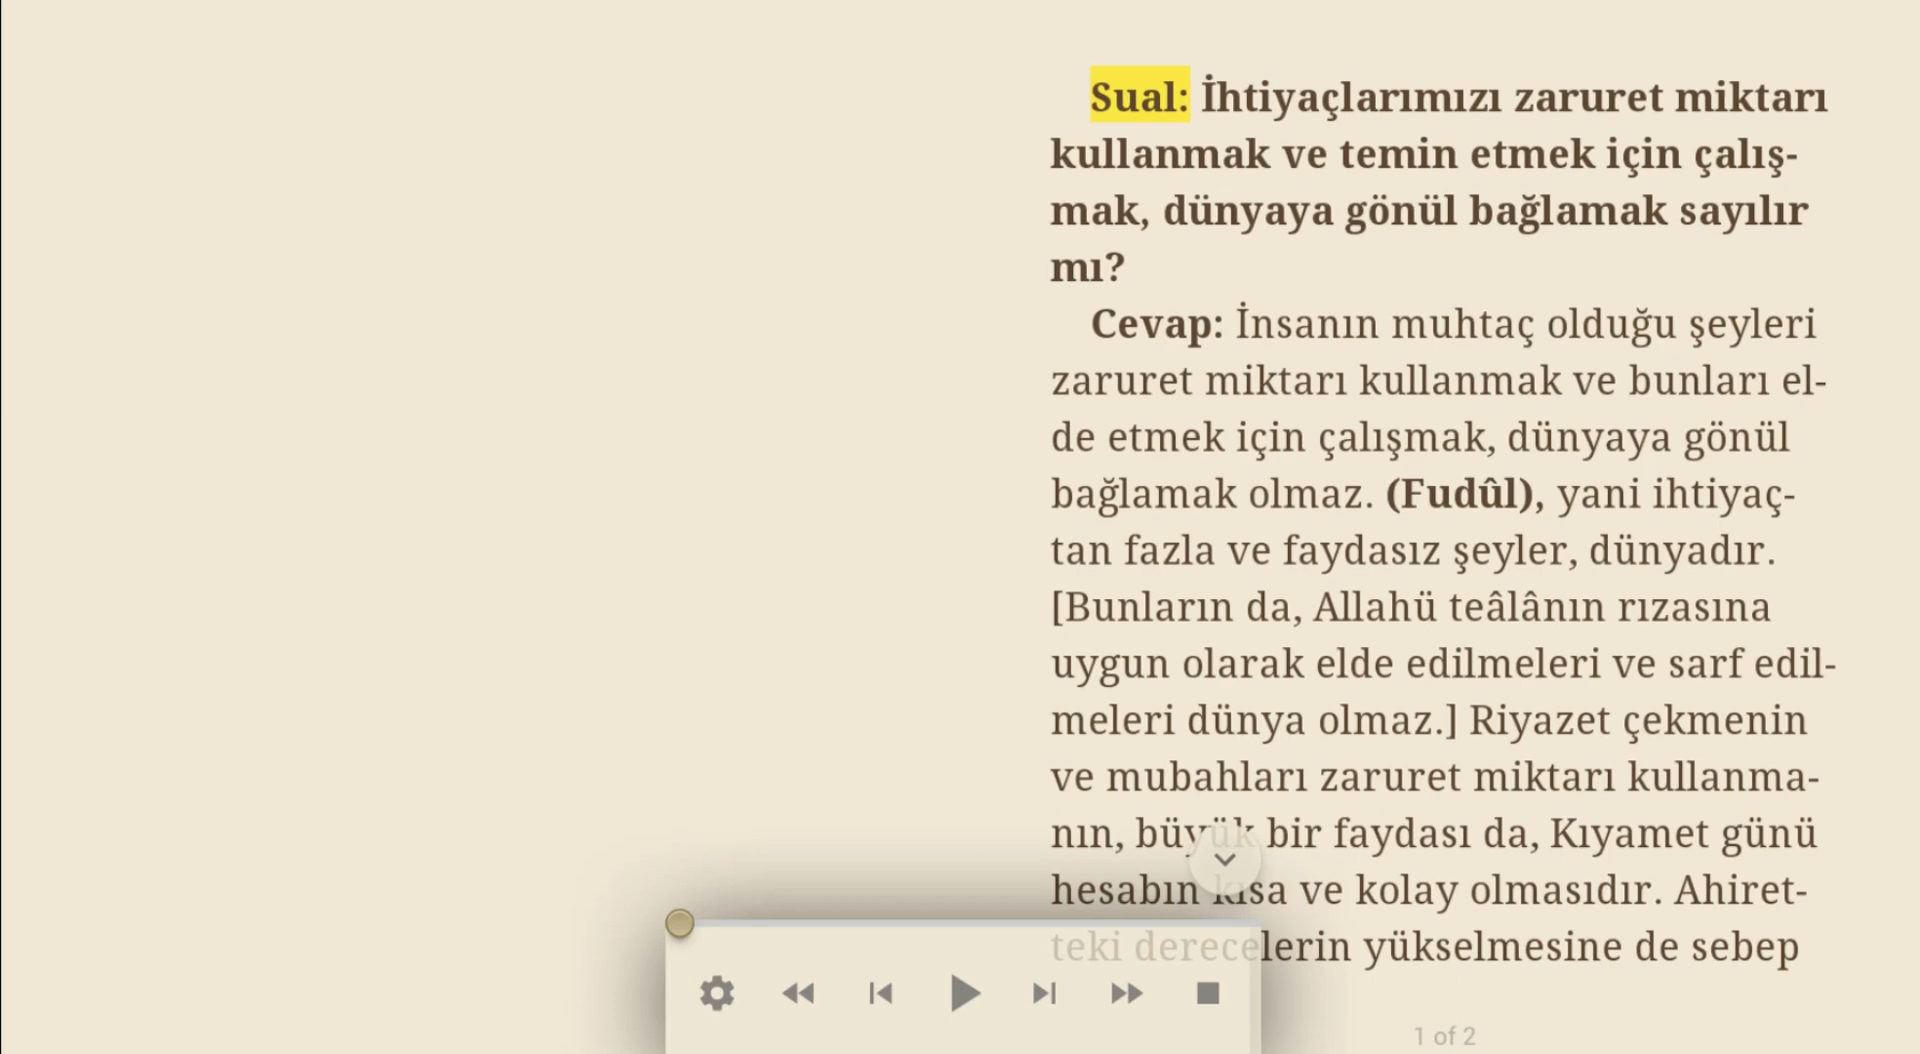 Sual: İhtiyaçlarımızı zaruret miktarı
kullanmak ve temin etmek için çalış-
mak, dünyaya gönül bağlamak sayılır
mı?
Cevap: İnsanın muhtaç olduğu şeyleri
zaruret miktarı kullanmak ve bunları el-
de etmek için çalışmak, dünyaya gönül
bağlamak olmaz. (Fudûl), yani ihtiyaç-
tan fazla ve faydasız şeyler, dünyadır.
[Bunların da, Allahü teâlânın rızasına
uygun olarak elde edilmeleri ve sarf edil-
meleri dünya olmaz.] Riyazet çekmenin
ve mubahları zaruret miktarı kullanma-
nın, büyük bir faydası da, Kıyamet günü
hesabın kısa ve kolay olmasıdır. Ahiret-
teki derecelerin yükselmesine de sebep
1 of 2